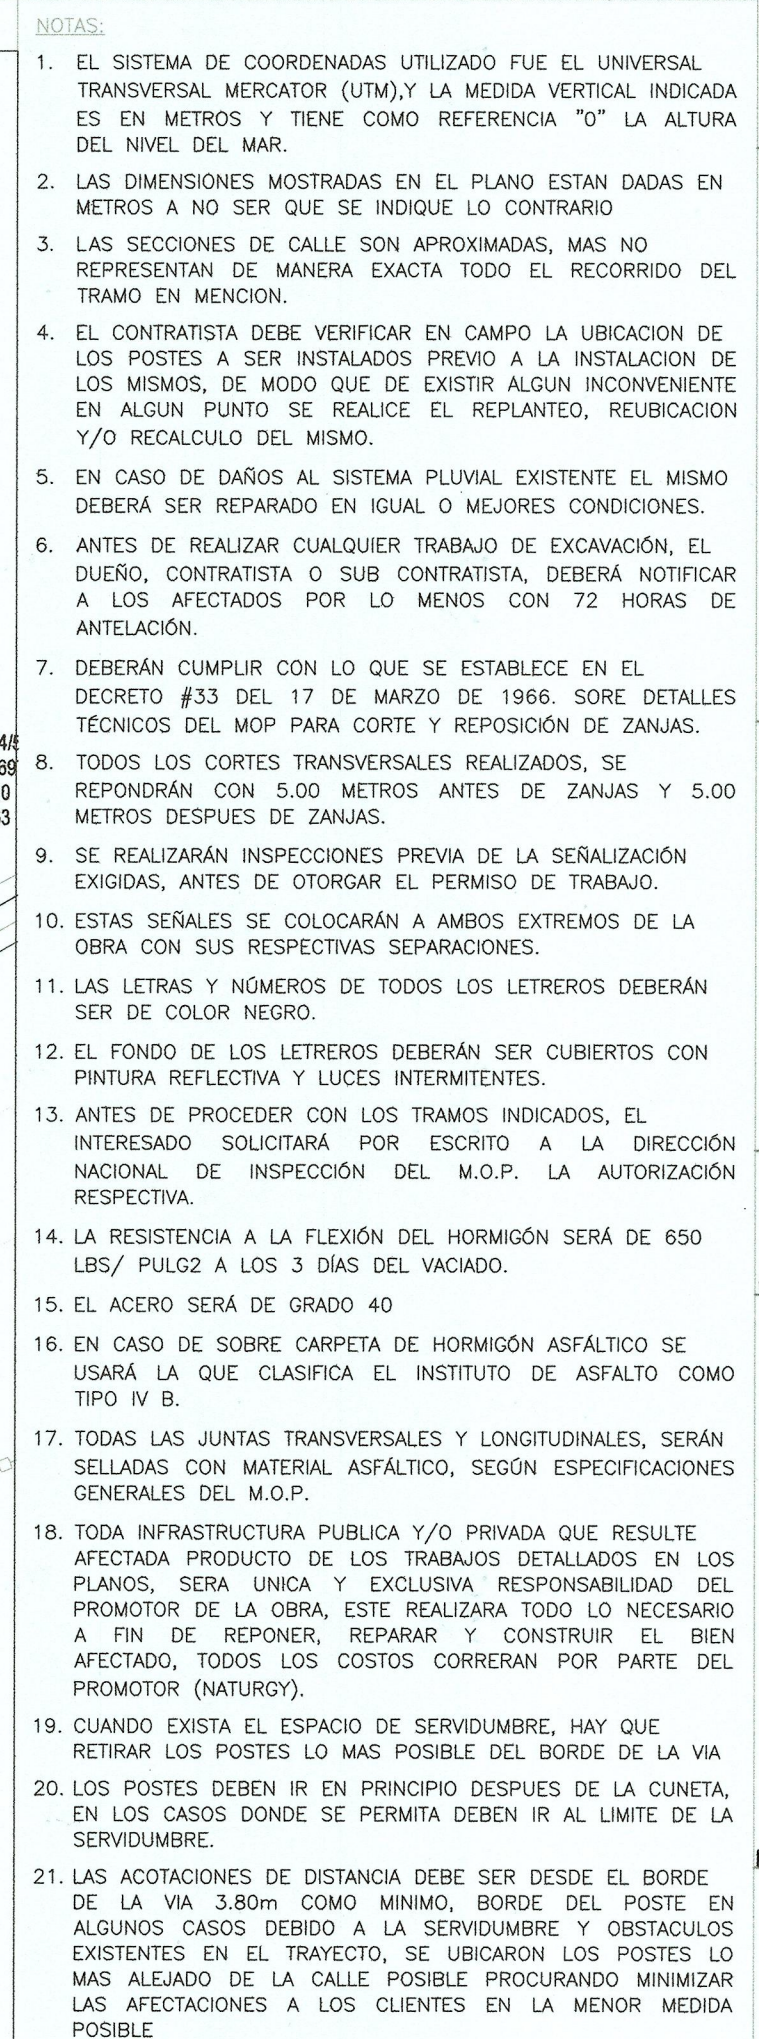 NOTAS:
1. EL SISTEMA DE COORDENADAS UTILIZADO FUE EL UNIVERSAL
TRANSVERSAL MERCATOR (UTM),Y LA MEDIDA VERTICAL INDICADA
ES EN METROS Y TIENE COMO REFERENCIA "0" LA ALTURA
DEL NIVEL DEL MAR.
2. LAS DIMENSIONES MOSTRADAS EN EL PLANO ESTAN DADAS EN
METROS A NO SER QUE SE INDIQUE LO CONTRARIO
3. LAS SECCIONES DE CALLE SON APROXIMADAS, MAS NO
REPRESENTAN DE MANERA EXACTA TODO EL RECORRIDO DEL
TRAMO EN MENCION.
4. EL CONTRATISTA DEBE VERIFICAR EN CAMPO LA UBICACION DE
LOS POSTES A SER INSTALADOS PREVIO A LA INSTALACION DE
LOS MISMOS, DE MODO QUE DE EXISTIR ALGUN INCONVENIENTE
EN ALGUN PUNTO SE REALICE EL REPLANTEO, REUBICACION
Y/O RECALCULO DEL MISMO.
5. EN CASO DE DAÑOS AL SISTEMA PLUVIAL EXISTENTE EL MISMO
DEBERÁ SER REPARADO EN IGUAL O MEJORES CONDICIONES.
6. ANTES DE REALIZAR CUALQUIER TRABAJO DE EXCAVACIÓN, EL
DUEÑO, CONTRATISTA O SUB CONTRATISTA, DEBERÁ NOTIFICAR
A LOS AFECTADOS POR LO MENOS CON 72 HORAS DE
ANTELACIÓN.
7. DEBERÁN CUMPLIR CON LO QUE SE ESTABLECE EN EL
DECRETO #33 DEL 17 DE MARZO DE 1966. SORE DETALLES
TÉCNICOS DEL MOP PARA CORTE Y REPOSICIÓN DE ZANJAS.
8. TODOS LOS CORTES TRANSVERSALES REALIZADOS, SE
REPONDRÁN CON 5.00 METROS ANTES DE ZANJAS Y 5.00
METROS DESPUES DE ZANJAS.
9. SE REALIZARÁN INSPECCIONES PREVIA DE LA SEÑALIZACIÓN
EXIGIDAS, ANTES DE OTORGAR EL PERMISO DE TRABAJO.
10. ESTAS SEÑALES SE COLOCARÁN A AMBOS EXTREMOS DE LA
OBRA CON SUS RESPECTIVAS SEPARACIONES.
11. LAS LETRAS Y NÚMEROS DE TODOS LOS LETREROS DEBERÁN
SER DE COLOR NEGRO.
12. EL FONDO DE LOS LETREROS DEBERÁN SER CUBIERTOS CON
PINTURA REFLECTIVA Y LUCES INTERMITENTES.
13. ANTES DE PROCEDER CON LOS TRAMOS INDICADOS, EL
INTERESADO SOLICITARÁ POR ESCRITO A LA DIRECCIÓN
NACIONAL DE INSPECCIÓN DEL M.O.P. LA AUTORIZACIÓN
RESPECTIVA.
14. LA RESISTENCIA A LA FLEXIÓN DEL HORMIGÓN SERÁ DE 650
LBS/ PULG2 A LOS 3 DÍAS DEL VACIADO.
15. EL ACERO SERÁ DE GRADO 40
16. EN CASO DE SOBRE CARPETA DE HORMIGÓN ASFÁLTICO SE
USARÁ LA QUE CLASIFICA EL INSTITUTO DE ASFALTO COMO
TIPO IV B.
17. TODAS LAS JUNTAS TRANSVERSALES Y LONGITUDINALES, SERÁN
SELLADAS CON MATERIAL ASFÁLTICO, SEGÚN ESPECIFICACIONES
GENERALES DEL M.O.P.
18. TODA INFRASTRUCTURA PUBLICA Y/O PRIVADA QUE RESULTE
AFECTADA PRODUCTO DE LOS TRABAJOS DETALLADOS EN LOS
PLANOS, SERA UNICA Y EXCLUSIVA RESPONSABILIDAD DEL
PROMOTOR DE LA OBRA, ESTE REALIZARA TODO LO NECESARIO
A FIN DE REPONER, REPARAR Y CONSTRUIR EL BIEN
AFECTADO, TODOS LOS COSTOS CORRERAN POR PARTE DEL
PROMOTOR (NATURGY).
19. CUANDO EXISTA EL ESPACIO DE SERVIDUMBRE, HAY QUE
RETIRAR LOS POSTES LO MAS POSIBLE DEL BORDE DE LA VIA
20. LOS POSTES DEBEN IR EN PRINCIPIO DESPUES DE LA CUNETA,
EN LOS CASOS DONDE SE PERMITA DEBEN IR AL LIMITE DE LA
SERVIDUMBRE.
21. LAS ACOTACIONES DE DISTANCIA DEBE SER DESDE EL BORDE
DE LA VIA 3.80m COMO MINIMO, BORDE DEL POSTE EN
ALGUNOS CASOS DEBIDO A LA SERVIDUMBRE Y OBSTACULOS
EXISTENTES EN EL TRAYECTO, SE UBICARON LOS POSTES LO
MAS ALEJADO DE LA CALLE POSIBLE PROCURANDO MINIMIZAR
LAS AFECTACIONES A LOS CLIENTES EN LA MENOR MEDIDA
POSIBLE